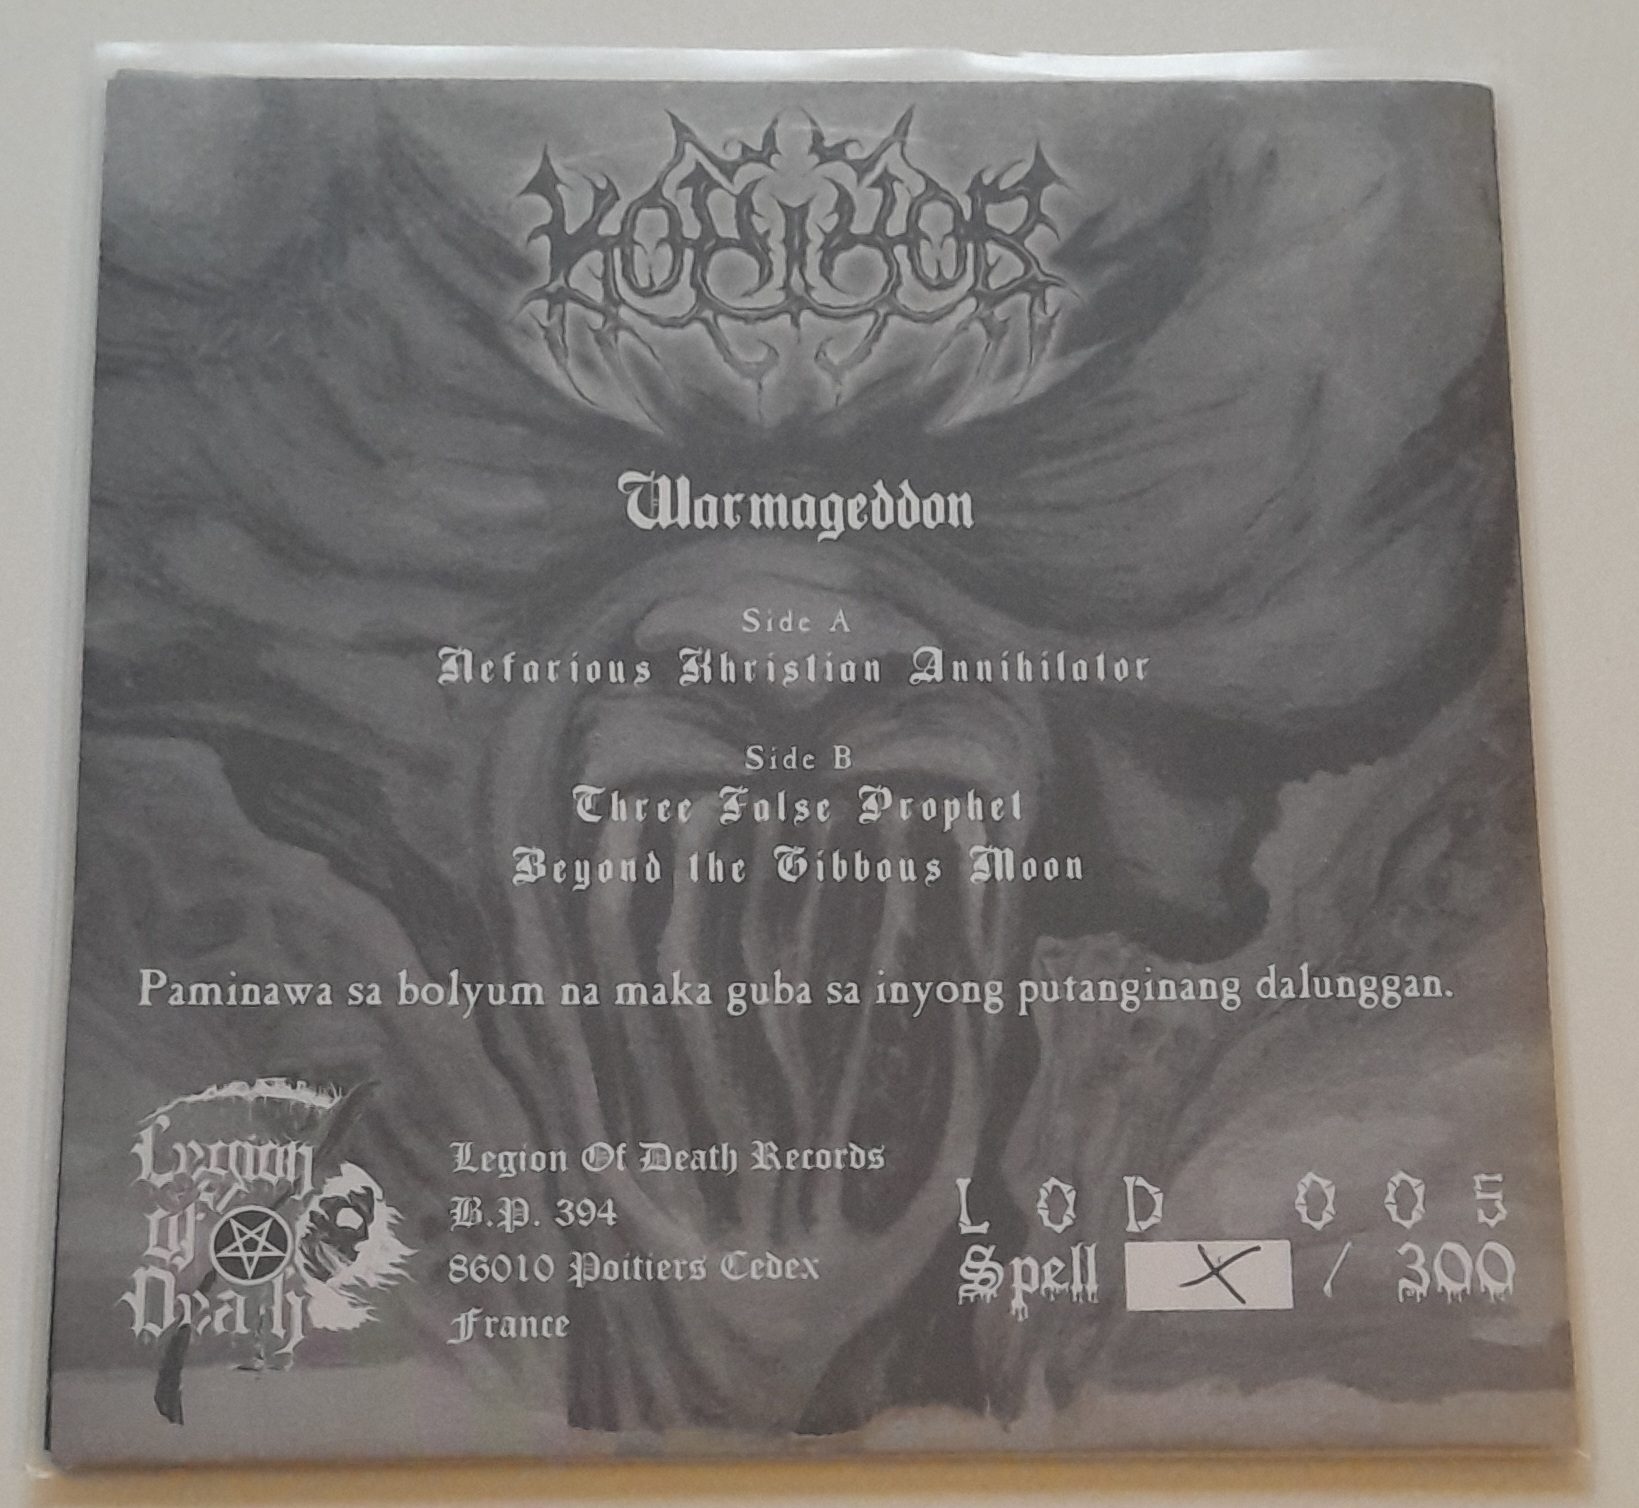 KORIHOR
Warmageddon
Side A
Nefarious Khristian Annihilator
Side B
Three False Prophet
Beyond the Gibbous Moon
Paminawa sa bolyum na maka guba sa inyong putanginang dalunggan.
Legion
of
Death
Legion Of Death Records
B.P. 394
86010 Poitiers Cedex
France
LOD 005
Spell X / 300